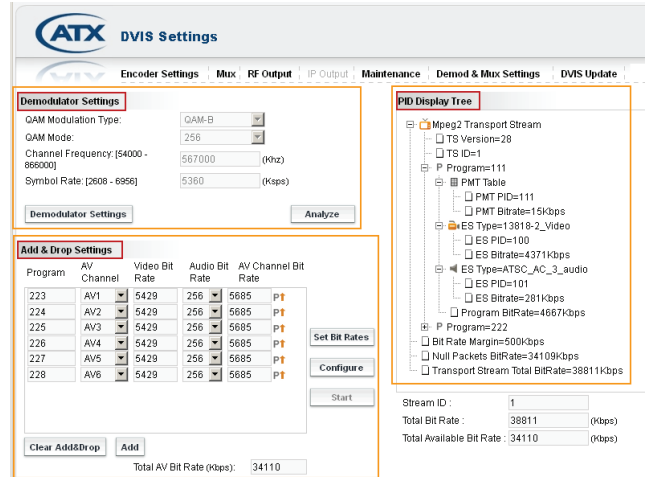 ATX DVIS Settings
Encoder Settings Mux RF Output IP Output Maintenance Demod & Mux Settings DVIS Update
Demodulator Settings
QAM Modulation Type: QAM-B
QAM Mode: 256
Channel Frequency: [54000 - 866000] 567000 (Khz)
Symbol Rate: [2608 - 6956] 5360 (Ksps)
Demodulator Settings Analyze
Add & Drop Settings
Program AV Channel Video Bit Rate Audio Bit Rate AV Channel Bit Rate
223 AV1 5429 256 5685 P
224 AV2 5429 256 5685 P
225 AV3 5429 256 5685 P
226 AV4 5429 256 5685 P
227 AV5 5429 256 5685 P
228 AV6 5429 256 5685 P
Set Bit Rates
Configure
Start
Clear Add&Drop Add
Total AV Bit Rate (Kbps): 34110
PID Display Tree
Mpeg2 Transport Stream
TS Version=28
TS ID=1
P Program=111
PMT Table
PMT PID=111
PMT Bitrate=15Kbps
ES Type=13818-2_Video
ES PID=100
ES Bitrate=4371Kbps
ES Type=ATSC_AC_3_audio
ES PID=101
ES Bitrate=281Kbps
Program BitRate=4667Kbps
P Program=222
Bit Rate Margin=500Kbps
Null Packets BitRate=34109Kbps
Transport Stream Total BitRate=38811Kbps
Stream ID : 1
Total Bit Rate : 38811 (Kbps)
Total Available Bit Rate : 34110 (Kbps)